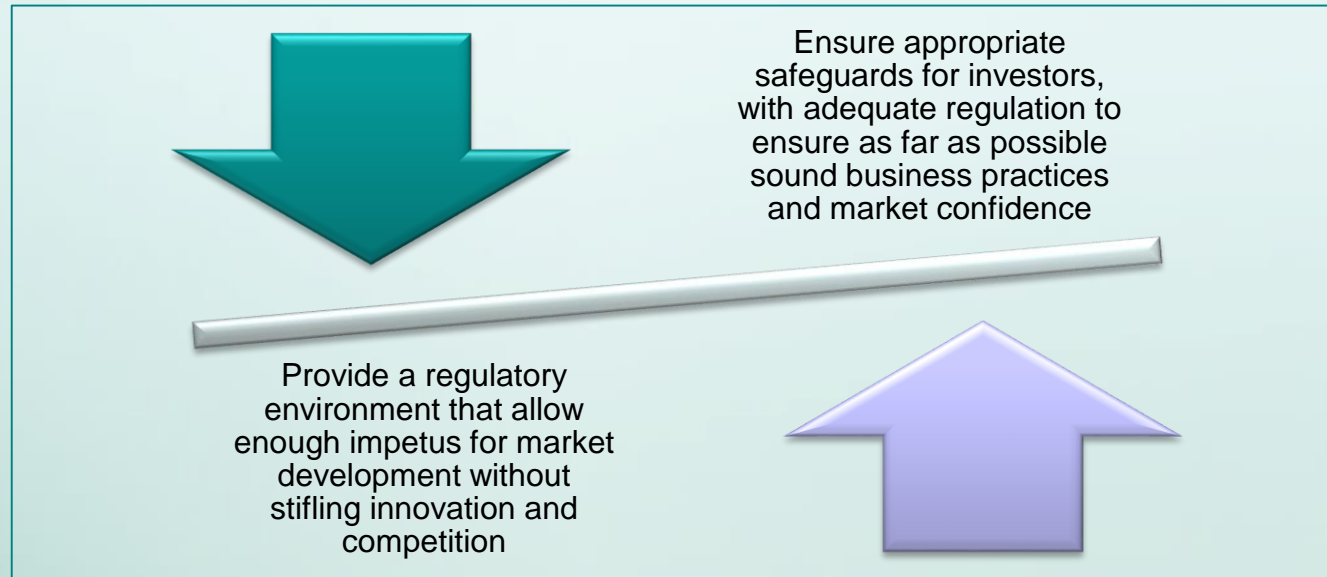 Ensure appropriate
safeguards for investors,
with adequate regulation to
ensure as far as possible
sound business practices
and market confidence
Provide a regulatory
environment that allow
enough impetus for market
development without
stifling innovation and
competition